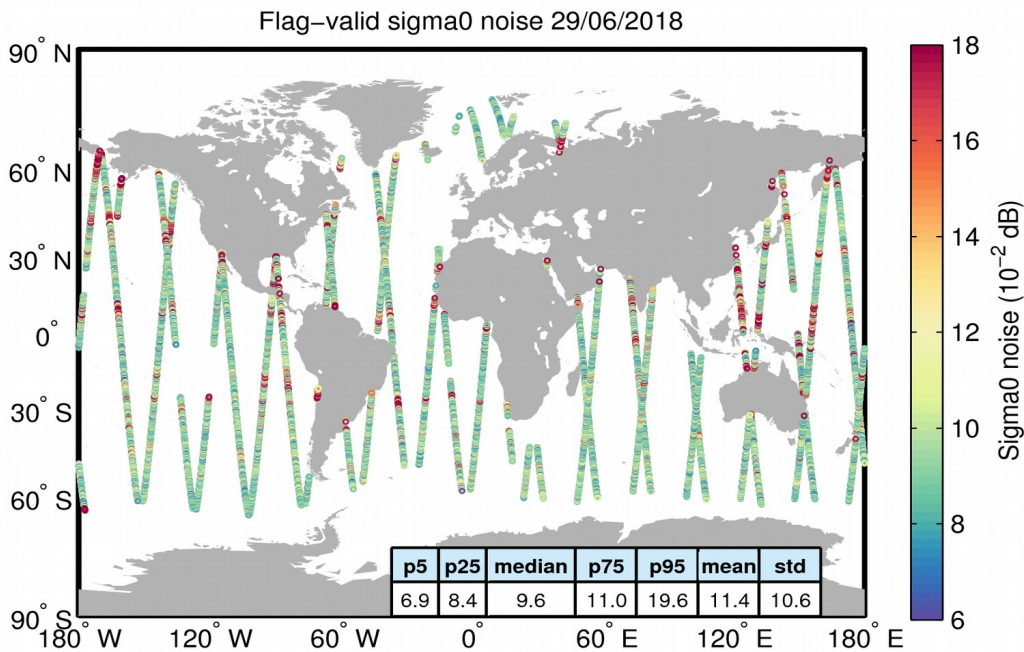 Flag−valid sigma0 noise 29/06/2018
90° N
60° N
30° N
0°
30° S
60° S
90° S
180° W
120° W
60° W
0°
60° E
120° E
180° E
p5 p25 median p75 p95 mean std
6.9 8.4 9.6 11.0 19.6 11.4 10.6
18
16
14
12
10
8
6
Sigma0 noise (10⁻² dB)